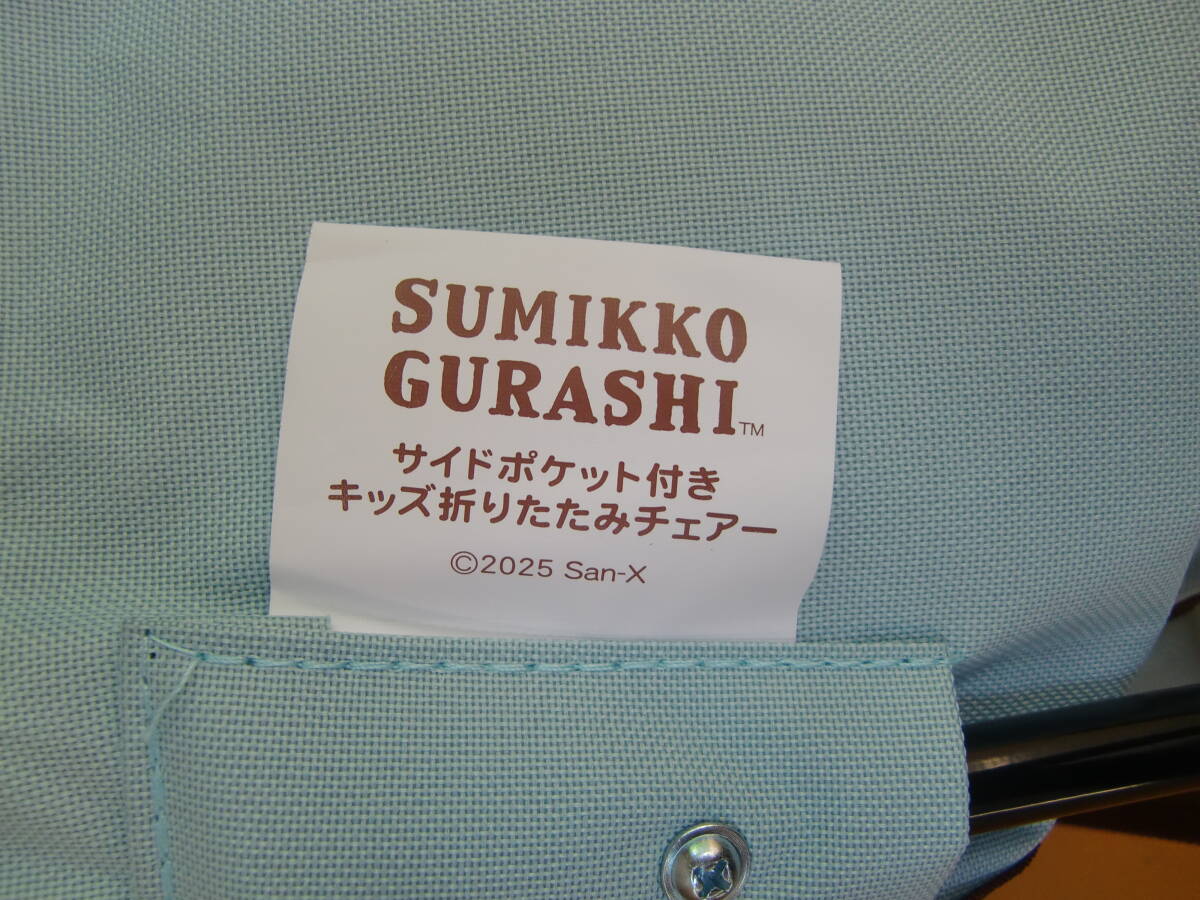 SUMIKKO
GURASHI™
サイドポケット付き
キッズ折りたたみチェアー
©2025 San-X